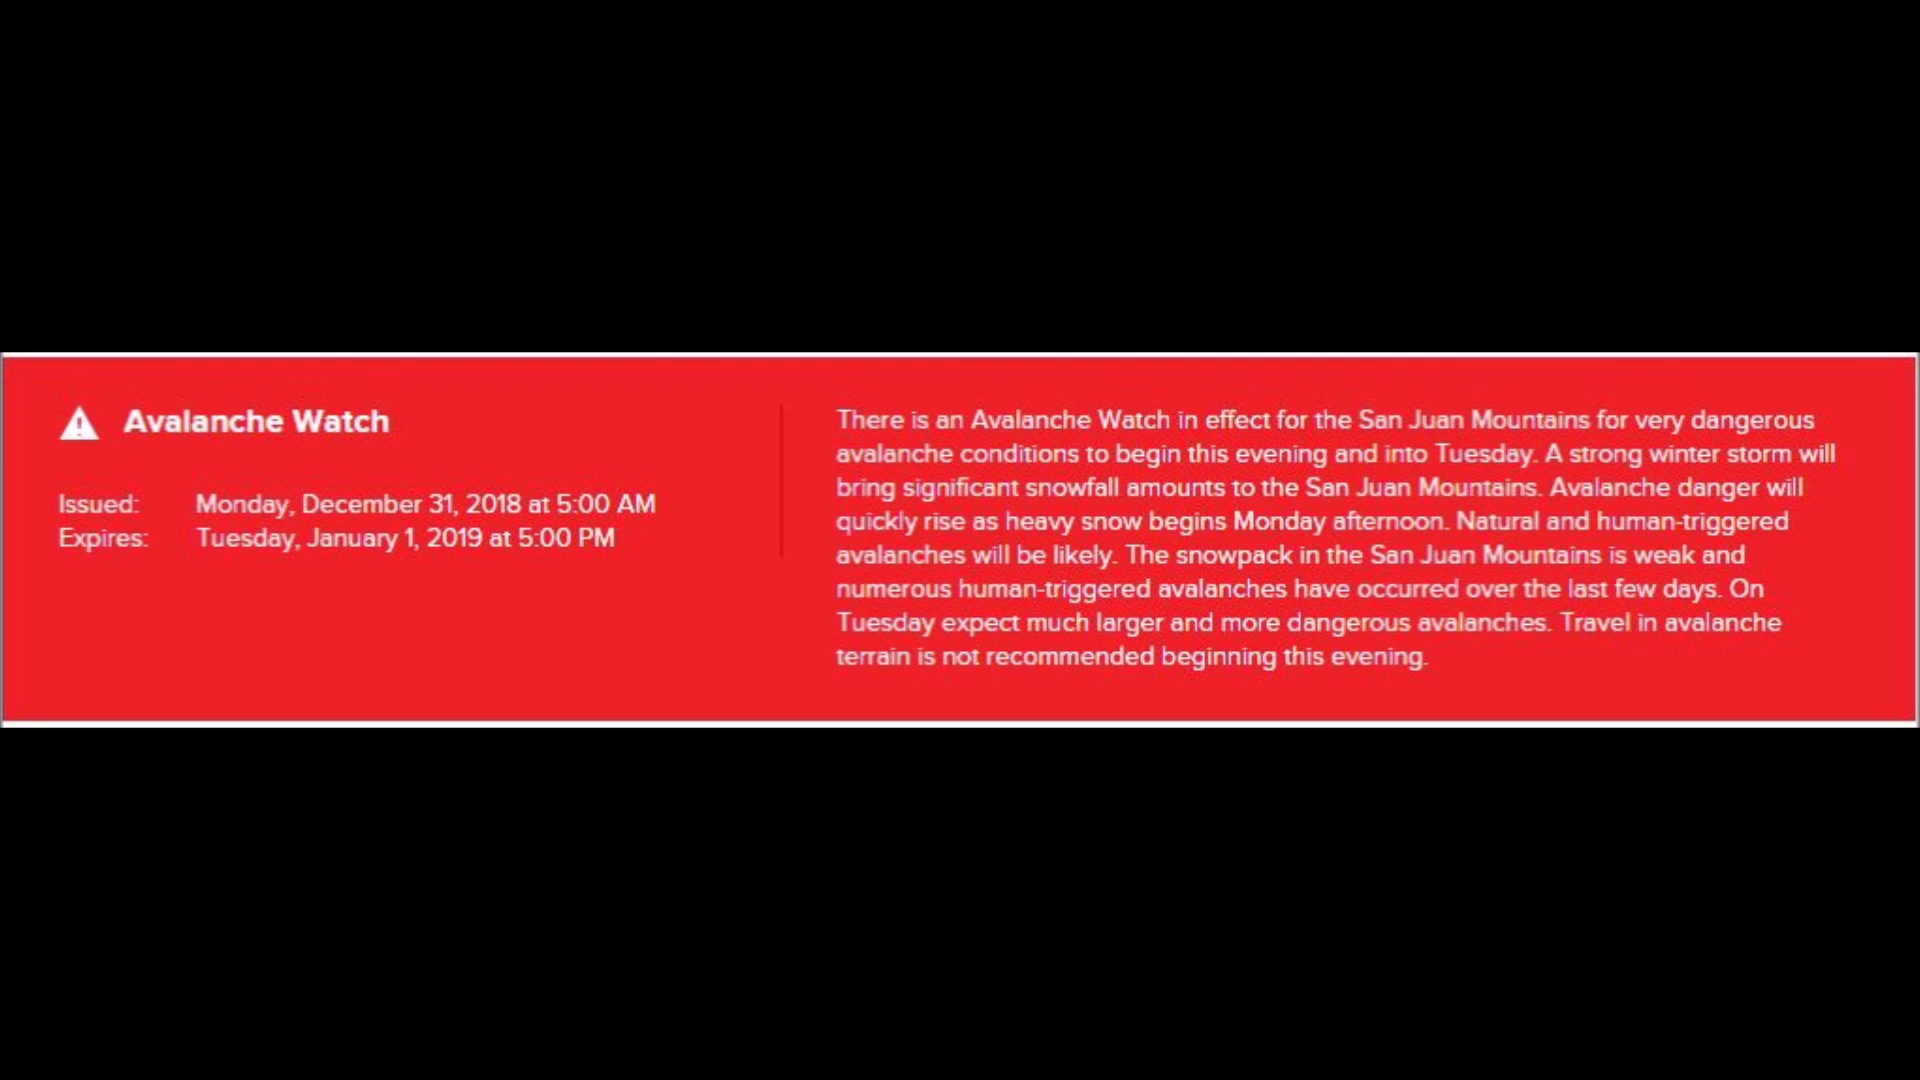 Avalanche Watch
Issued: Monday, December 31, 2018 at 5:00 AM
Expires: Tuesday, January 1, 2019 at 5:00 PM
There is an Avalanche Watch in effect for the San Juan Mountains for very dangerous
avalanche conditions to begin this evening and into Tuesday. A strong winter storm will
bring significant snowfall amounts to the San Juan Mountains. Avalanche danger will
quickly rise as heavy snow begins Monday afternoon. Natural and human-triggered
avalanches will be likely. The snowpack in the San Juan Mountains is weak and
numerous human-triggered avalanches have occurred over the last few days. On
Tuesday expect much larger and more dangerous avalanches. Travel in avalanche
terrain is not recommended beginning this evening.